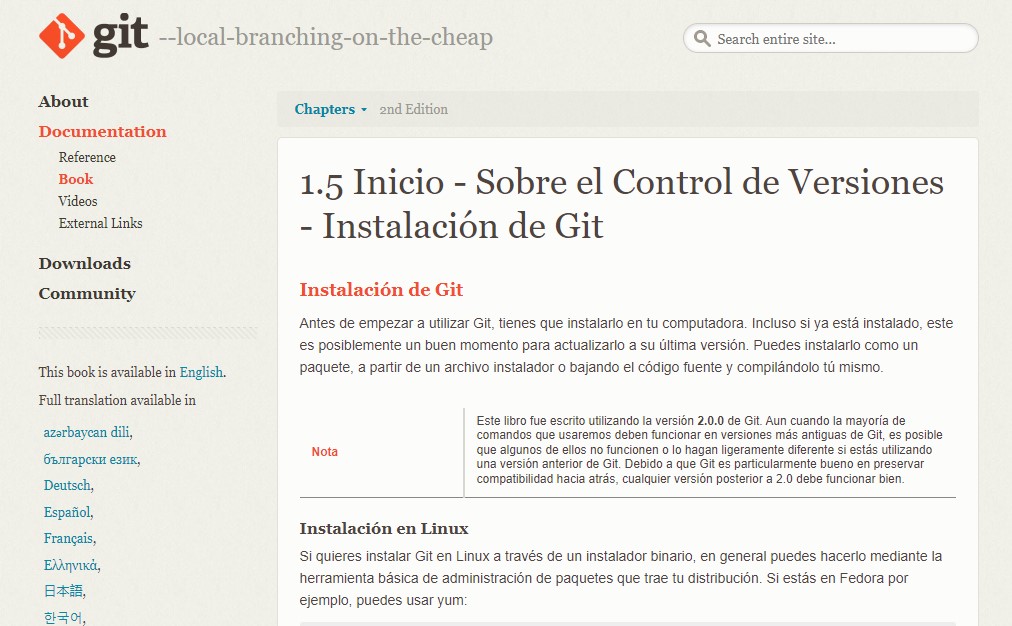 git --local-branching-on-the-cheap
Search entire site...
About
Documentation
Reference
Book
Videos
External Links
Downloads
Community
This book is available in English.
Full translation available in
azərbaycan dili,
български език,
Deutsch,
Español,
Français,
Ελληνικά,
日本語,
한국어,
Chapters 2nd Edition
1.5 Inicio - Sobre el Control de Versiones
- Instalación de Git
Instalación de Git
Antes de empezar a utilizar Git, tienes que instalarlo en tu computadora. Incluso si ya está instalado, este
es posiblemente un buen momento para actualizarlo a su última versión. Puedes instalarlo como un
paquete, a partir de un archivo instalador o bajando el código fuente y compilándolo tú mismo.
Nota
Este libro fue escrito utilizando la versión 2.0.0 de Git. Aun cuando la mayoría de
comandos que usaremos deben funcionar en versiones más antiguas de Git, es posible
que algunos de ellos no funcionen o lo hagan ligeramente diferente si estás utilizando
una versión anterior de Git. Debido a que Git es particularmente bueno en preservar
compatibilidad hacia atrás, cualquier versión posterior a 2.0 debe funcionar bien.
Instalación en Linux
Si quieres instalar Git en Linux a través de un instalador binario, en general puedes hacerlo mediante la
herramienta básica de administración de paquetes que trae tu distribución. Si estás en Fedora por
ejemplo, puedes usar yum: